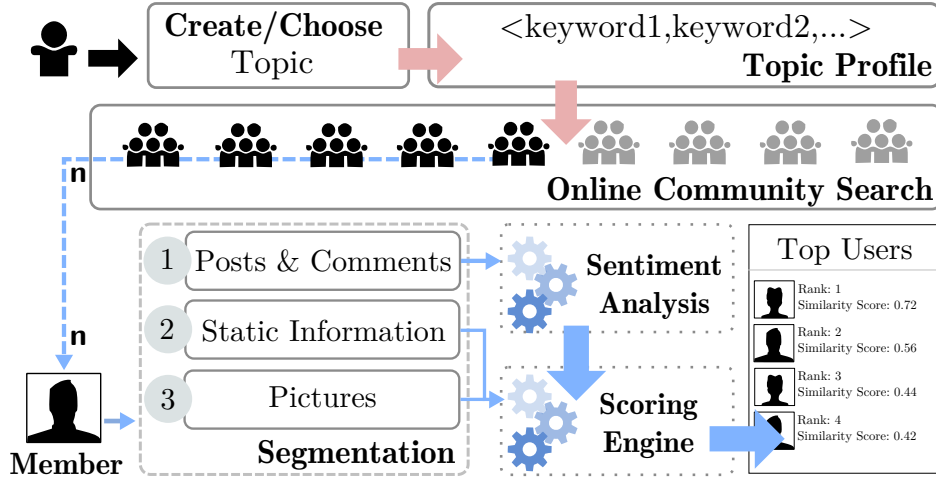 Create/Choose
Topic
<keyword1,keyword2,...>
Topic Profile
n
Online Community Search
1
Posts & Comments
2
Static Information
3
Pictures
Segmentation
n
Member
Sentiment
Analysis
Scoring
Engine
Top Users
Rank: 1
Similarity Score: 0.72
Rank: 2
Similarity Score: 0.56
Rank: 3
Similarity Score: 0.44
Rank: 4
Similarity Score: 0.42